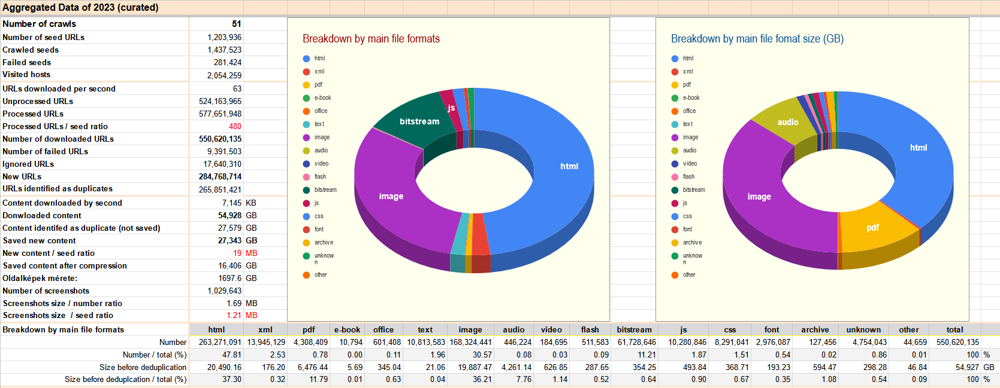 Aggregated Data of 2023 (curated)
Number of crawls 51
Number of seed URLs 1,203,936
Crawled seeds 1,437,523
Failed seeds 281,424
Visited hosts 2,054,259
URLs downloaded per second 63
Unprocessed URLs 524,163,965
Processed URLs 577,651,948
Processed URLs / seed ratio 480
Number of downloaded URLs 550,620,135
Number of failed URLs 9,391,503
Ignored URLs 17,640,310
New URLs 284,768,714
URLs identified as duplicates 265,851,421
Content downloaded by second 7,145 KB
Donwloaded content 54,928 GB
Content identifed as duplicate (not saved) 27,579 GB
Saved new content 27,343 GB
New content / seed ratio 19 MB
Saved content after compression 16,406 GB
Oldalképek mérete: 1697.6 GB
Number of screenshots 1,029,643
Screenshots size / number ratio 1.69 MB
Screenshots size / seed ratio 1.21 MB
Breakdown by main file formats
html
xml
pdf
e-book
office
text
image
audio
video
flash
bitstream
js
css
font
archive
unknow
n
other
js
bitstream
html
image
Breakdown by main file fomat size (GB)
html
xml
pdf
e-book
office
text
image
audio
video
flash
bitstream
js
css
font
archive
unknow
n
other
audio
html
image
pdf
Breakdown by main file formats html xml pdf e-book office text image audio video flash bitstream js css font archive unknown other total
Number 263,271,091 13,945,129 4,308,409 10,794 601,408 10,813,583 168,324,441 446,224 184,695 511,583 61,728,646 10,280,846 8,291,041 2,976,087 127,456 4,754,043 44,659 550,620,135
Number / total (%) 47.81 2.53 0.78 0.00 0.11 1.96 30.57 0.08 0.03 0.09 11.21 1.87 1.51 0.54 0.02 0.86 0.01 100 %
Size before deduplication 20,490.16 176.20 6,476.44 5.69 345.04 21.06 19,887.47 4,261.14 626.85 287.65 354.25 493.84 368.71 193.23 594.47 298.28 46.84 54,927 GB
Size before deduplcation / total (%) 37.30 0.32 11.79 0.01 0.63 0.04 36.21 7.76 1.14 0.52 0.64 0.90 0.67 0.35 1.08 0.54 0.09 100 %